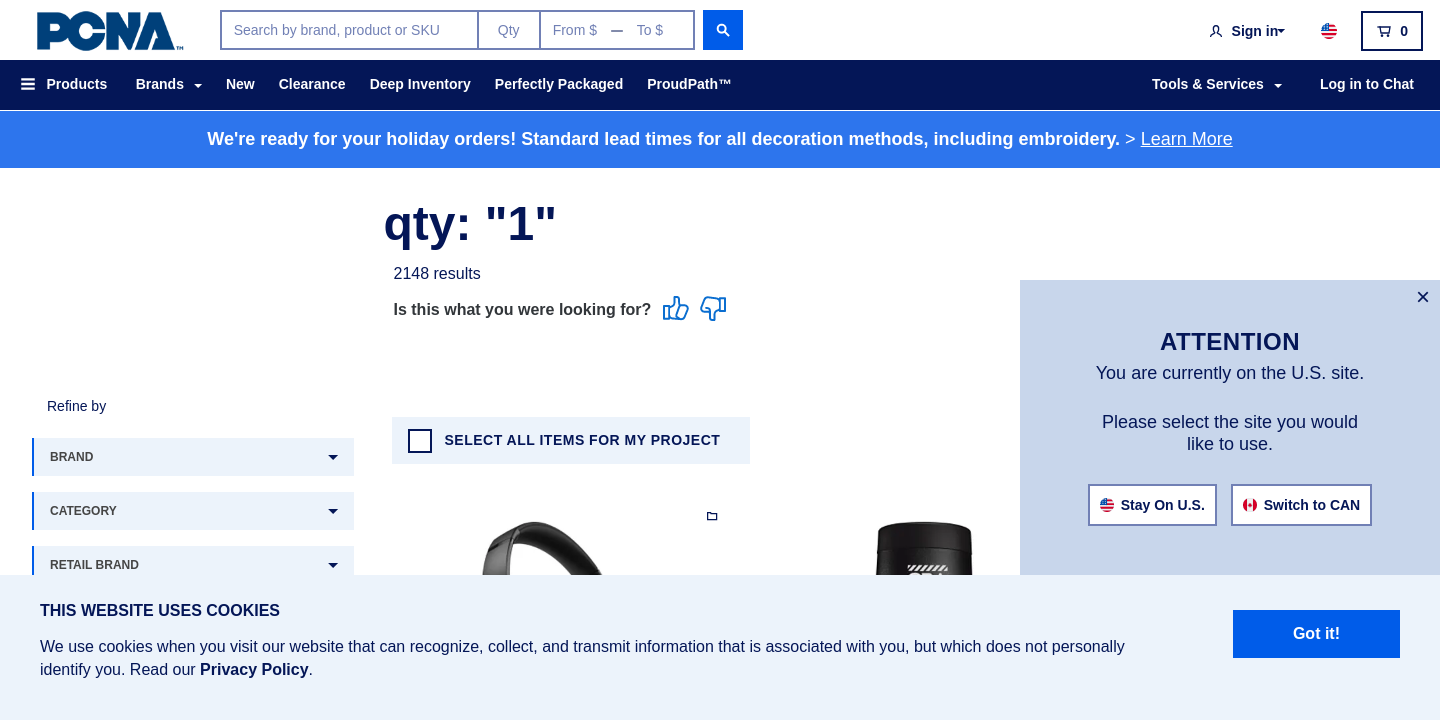 PCNA™
Search by brand, product or SKU
Qty
From $ — To $
Sign in
0
Products
Brands
New
Clearance
Deep Inventory
Perfectly Packaged
ProudPath™
Tools & Services
Log in to Chat
We're ready for your holiday orders! Standard lead times for all decoration methods, including embroidery. > Learn More
qty: "1"
2148 results
Is this what you were looking for?
Refine by
BRAND
CATEGORY
RETAIL BRAND
SELECT ALL ITEMS FOR MY PROJECT
×
ATTENTION
You are currently on the U.S. site.
Please select the site you would
like to use.
Stay On U.S.
Switch to CAN
THIS WEBSITE USES COOKIES
We use cookies when you visit our website that can recognize, collect, and transmit information that is associated with you, but which does not personally
identify you. Read our Privacy Policy.
Got it!